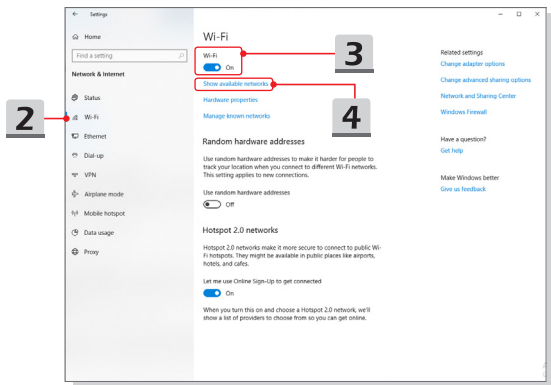 Settings
Home
Find a setting
Network & Internet
Status
Wi-Fi
Ethernet
Dial-up
VPN
Airplane mode
Mobile hotspot
Data usage
Proxy
2
Wi-Fi
Wi-Fi
On
3
Show available networks
4
Hardware properties
Manage known networks
Random hardware addresses
Use random hardware addresses to make it harder for people to
track your location when you connect to different Wi-Fi networks.
This setting applies to new connections.
Use random hardware addresses
Off
Hotspot 2.0 networks
Hotspot 2.0 networks make it more secure to connect to public Wi-
Fi hotspots. They might be available in public places like airports,
hotels, and cafes.
Let me use Online Sign-Up to get connected
On
When you turn this on and choose a Hotspot 2.0 network, we'll
show a list of providers to choose from so you can get online.
Related settings
Change adapter options
Change advanced sharing options
Network and Sharing Center
Windows Firewall
Have a question?
Get help
Make Windows better
Give us feedback